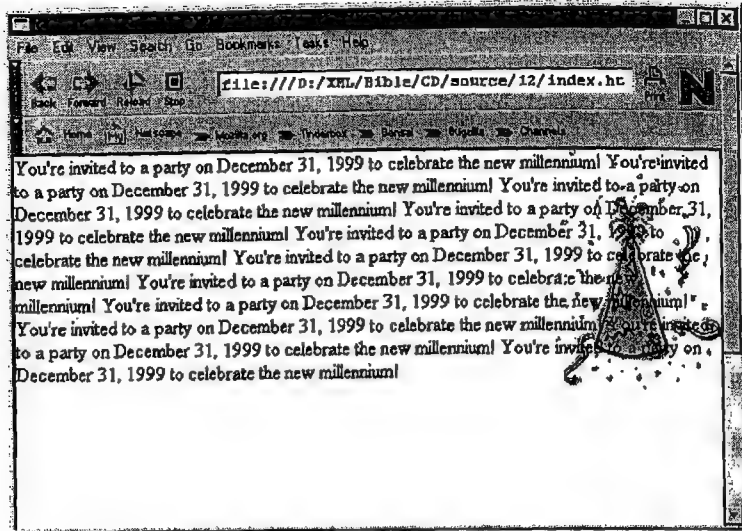 File Edit View Search Go Bookmarks Tasks Help
Back Forward Reload Stop
file:///D:/XML/Bible/CD/source/12/index.ht
Print
N
Home My Netscape Mozilla.org Tinderbox Bonsai Bugzilla Channels
You're invited to a party on December 31, 1999 to celebrate the new millennium! You're invited
to a party on December 31, 1999 to celebrate the new millennium! You're invited to a party on
December 31, 1999 to celebrate the new millennium! You're invited to a party on December 31,
1999 to celebrate the new millennium! You're invited to a party on December 31, 1999 to
celebrate the new millennium! You're invited to a party on December 31, 1999 to celebrate the
new millennium! You're invited to a party on December 31, 1999 to celebrate the new
millennium! You're invited to a party on December 31, 1999 to celebrate the new millennium!
You're invited to a party on December 31, 1999 to celebrate the new millennium! You're invited
to a party on December 31, 1999 to celebrate the new millennium! You're invited to a party on
December 31, 1999 to celebrate the new millennium!